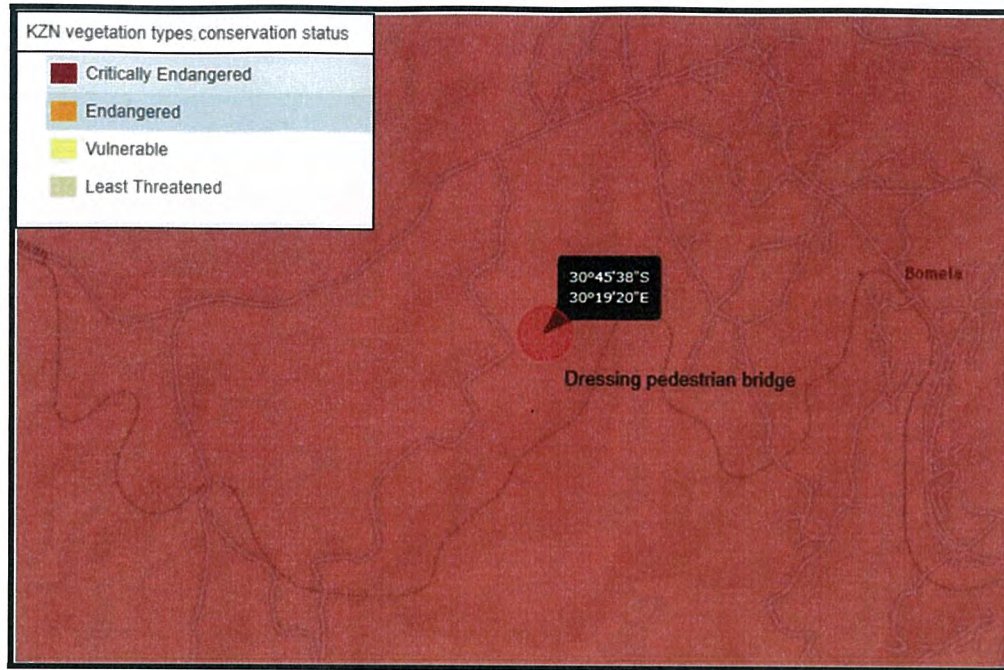 KZN vegetation types conservation status
Critically Endangered
Endangered
Vulnerable
Least Threatened
30°45'38"S
30°19'20"E
Bomela
Dressing pedestrian bridge